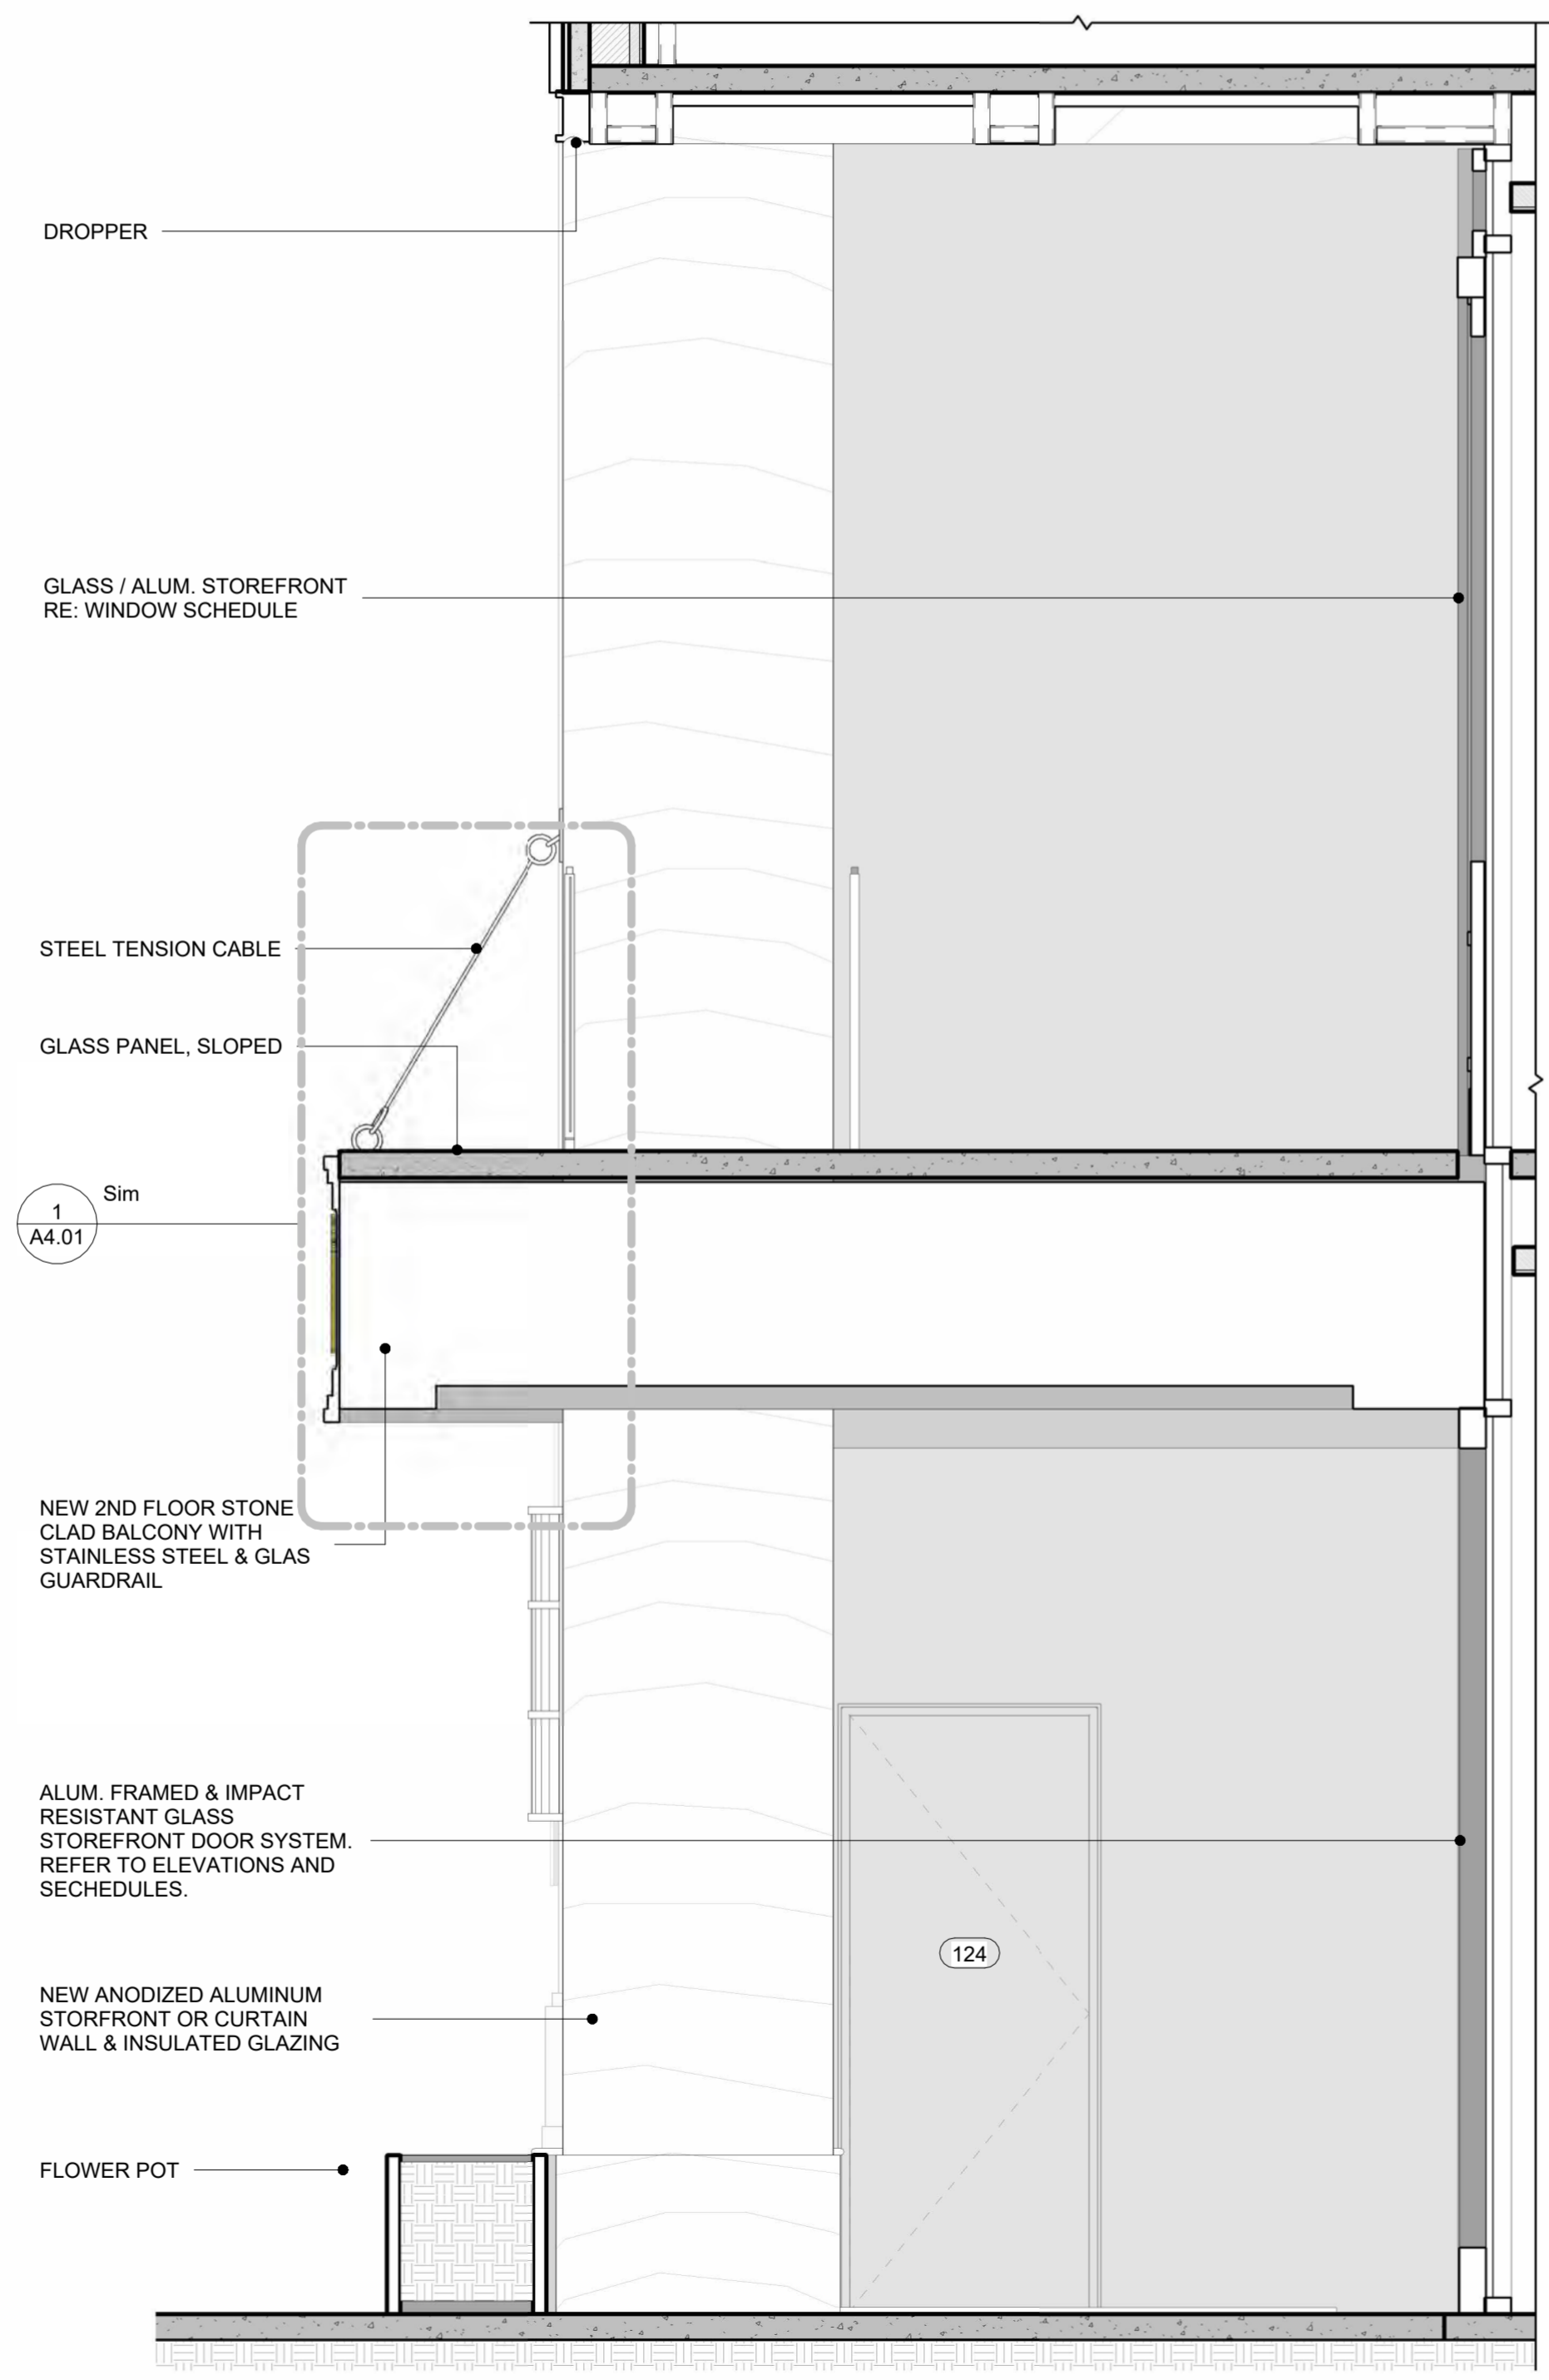 DROPPER
GLASS / ALUM. STOREFRONT
RE: WINDOW SCHEDULE
STEEL TENSION CABLE
GLASS PANEL, SLOPED
Sim
1
A4.01
NEW 2ND FLOOR STONE
CLAD BALCONY WITH
STAINLESS STEEL & GLAS
GUARDRAIL
ALUM. FRAMED & IMPACT
RESISTANT GLASS
STOREFRONT DOOR SYSTEM.
REFER TO ELEVATIONS AND
SECHEDULES.
124
NEW ANODIZED ALUMINUM
STORFRONT OR CURTAIN
WALL & INSULATED GLAZING
FLOWER POT